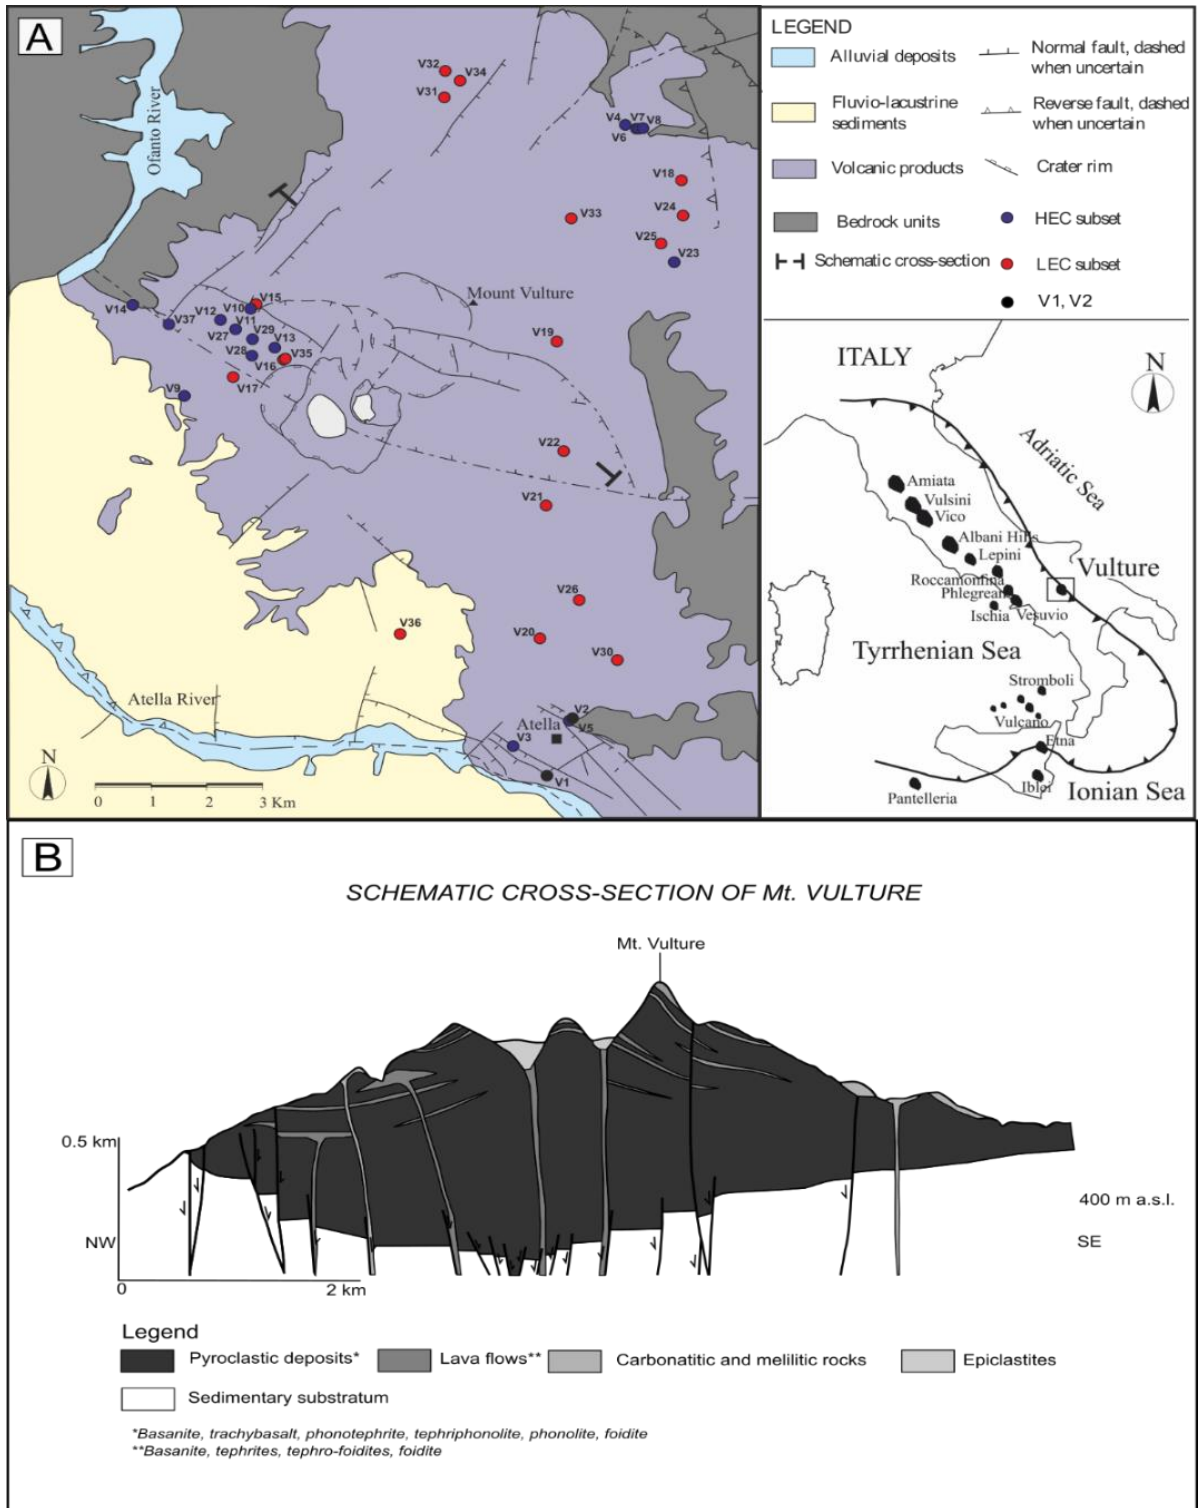 A
Ofanto River
V32
V34
V31
V4
V7
V8
V6
V18
V33
V24
V25
V23
Mount Vulture
V14
V37
V12
V10
V15
V11
V27
V29
V13
V28
V16
V35
V17
V9
V19
V22
V21
V26
V36
V20
V30
Atella River
Atella
V2
V5
V3
V1
N
0 1 2 3 Km
LEGEND
Alluvial deposits
Fluvio-lacustrine
sediments
Volcanic products
Bedrock units
Schematic cross-section
Normal fault, dashed
when uncertain
Reverse fault, dashed
when uncertain
Crater rim
HEC subset
LEC subset
V1, V2
ITALY
N
Adriatic Sea
Amiata
Vulsini
Vico
Albani Hills
Lepini
Roccamonfina
Phlegrean
Ischia
Vesuvio
Vulture
Tyrrhenian Sea
Stromboli
Vulcano
Etna
Iblei
Pantelleria
Ionian Sea
B
SCHEMATIC CROSS-SECTION OF Mt. VULTURE
Mt. Vulture
0.5 km
NW
0
2 km
400 m a.s.l.
SE
Legend
Pyroclastic deposits*
Lava flows**
Carbonatitic and melilitic rocks
Epiclastites
Sedimentary substratum
*Basanite, trachybasalt, phonotephrite, tephriphonolite, phonolite, foidite
**Basanite, tephrites, tephro-foidites, foidite